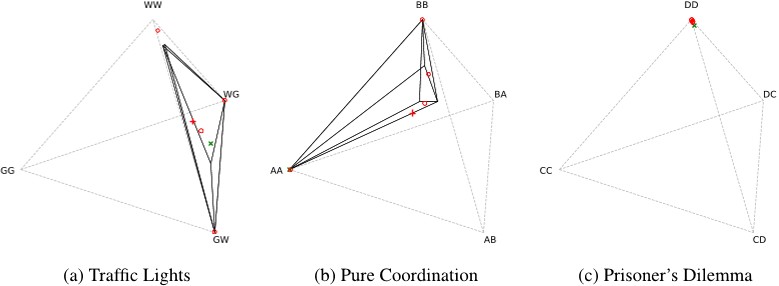 WW
WG
GG
GW
(a) Traffic Lights
BB
BA
AA
AB
(b) Pure Coordination
DD
DC
CC
CD
(c) Prisoner's Dilemma